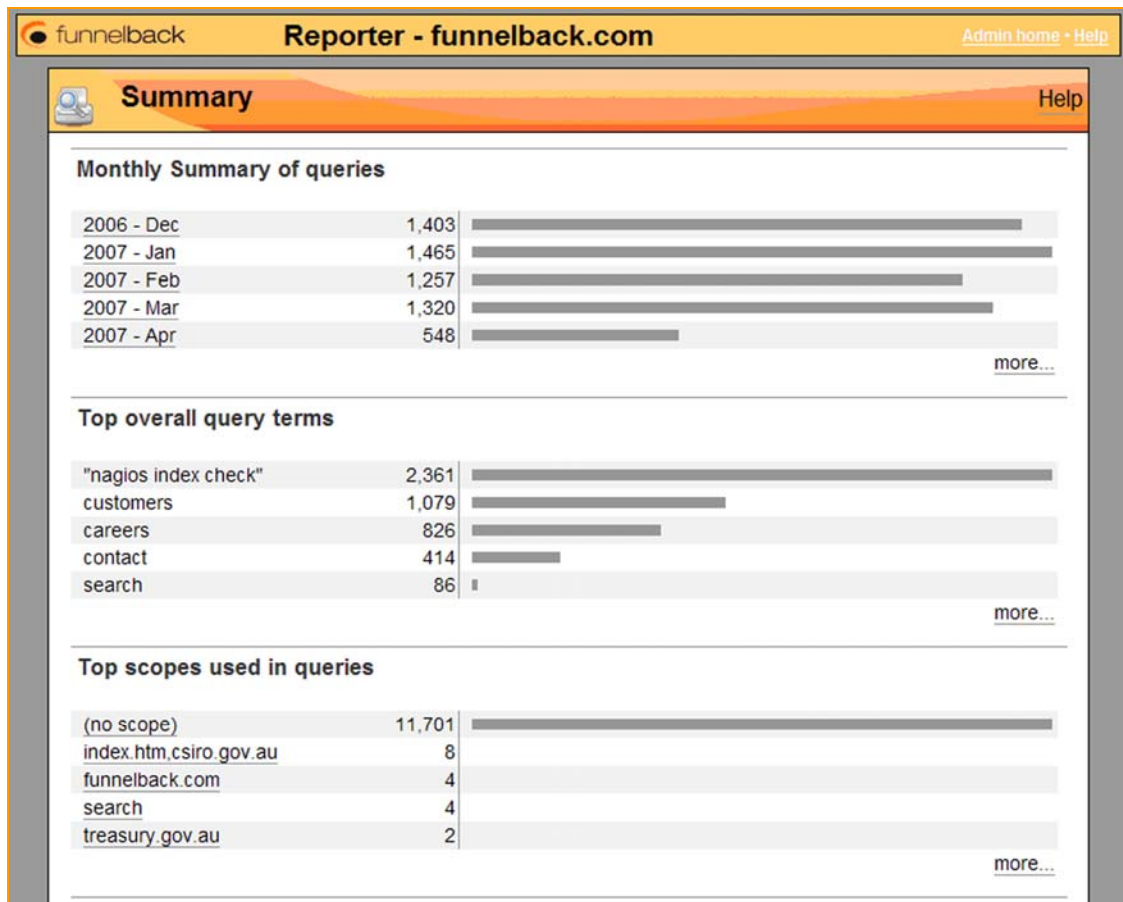 funnelback Reporter - funnelback.com Admin home • Help
Summary Help
Monthly Summary of queries
2006 - Dec 1,403
2007 - Jan 1,465
2007 - Feb 1,257
2007 - Mar 1,320
2007 - Apr 548
more...
Top overall query terms
"nagios index check" 2,361
customers 1,079
careers 826
contact 414
search 86
more...
Top scopes used in queries
(no scope) 11,701
index.htm,csiro.gov.au 8
funnelback.com 4
search 4
treasury.gov.au 2
more...